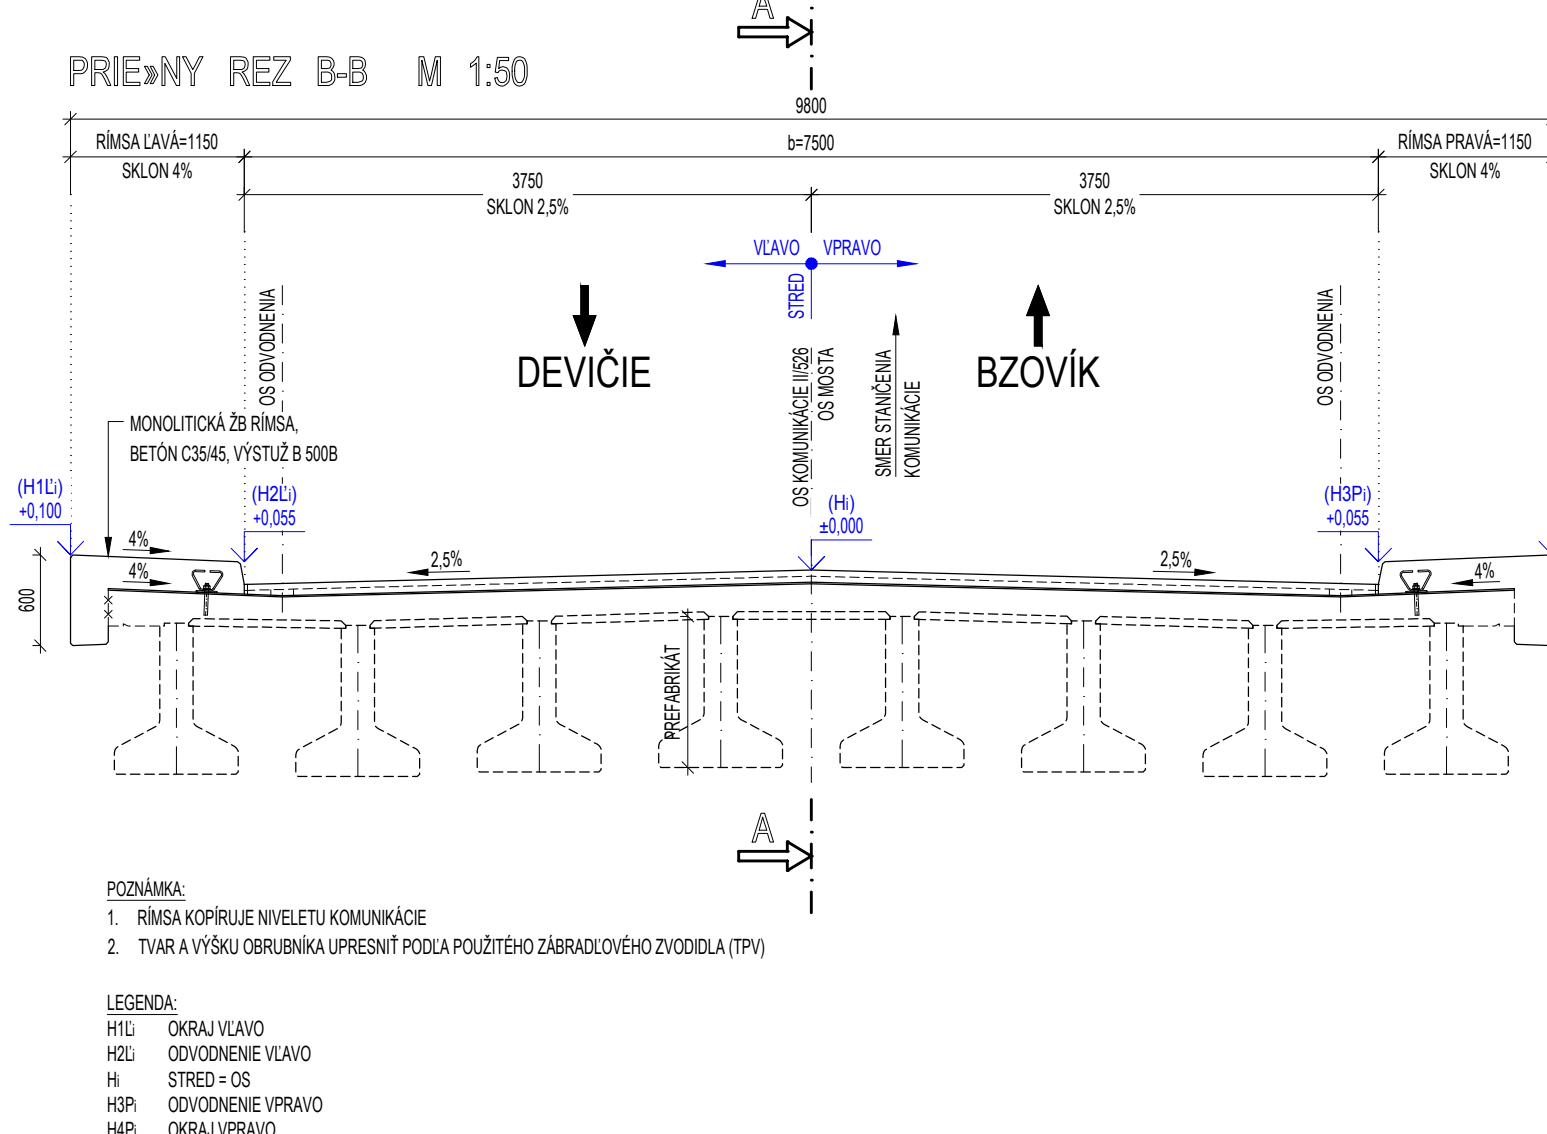 A
PRIE»NY REZ B-B M 1:50
9800
RÍMSA ĽAVÁ=1150
b=7500
RÍMSA PRAVÁ=1150
SKLON 4%
SKLON 4%
3750
3750
SKLON 2,5%
SKLON 2,5%
VĽAVO
VPRAVO
STRED
OS ODVODNENIA
OS ODVODNENIA
DEVIČIE
BZOVÍK
OS KOMUNIKÁCIE II/526
OS MOSTA
SMER STANIČENIA
KOMUNIKÁCIE
MONOLITICKÁ ŽB RÍMSA,
BETÓN C35/45, VÝSTUŽ B 500B
(H1Ľi)
+0,100
(H2Ľi)
+0,055
(Hi)
±0,000
(H3Pi)
+0,055
4%
4%
2,5%
2,5%
4%
600
PREFABRIKÁT
A
POZNÁMKA:
1. RÍMSA KOPÍRUJE NIVELETU KOMUNIKÁCIE
2. TVAR A VÝŠKU OBRUBNÍKA UPRESNIŤ PODĽA POUŽITÉHO ZÁBRADĽOVÉHO ZVODIDLA (TPV)
LEGENDA:
H1Ľi OKRAJ VĽAVO
H2Ľi ODVODNENIE VĽAVO
Hi STRED = OS
H3Pi ODVODNENIE VPRAVO
H4Pi OKRAJ VPRAVO